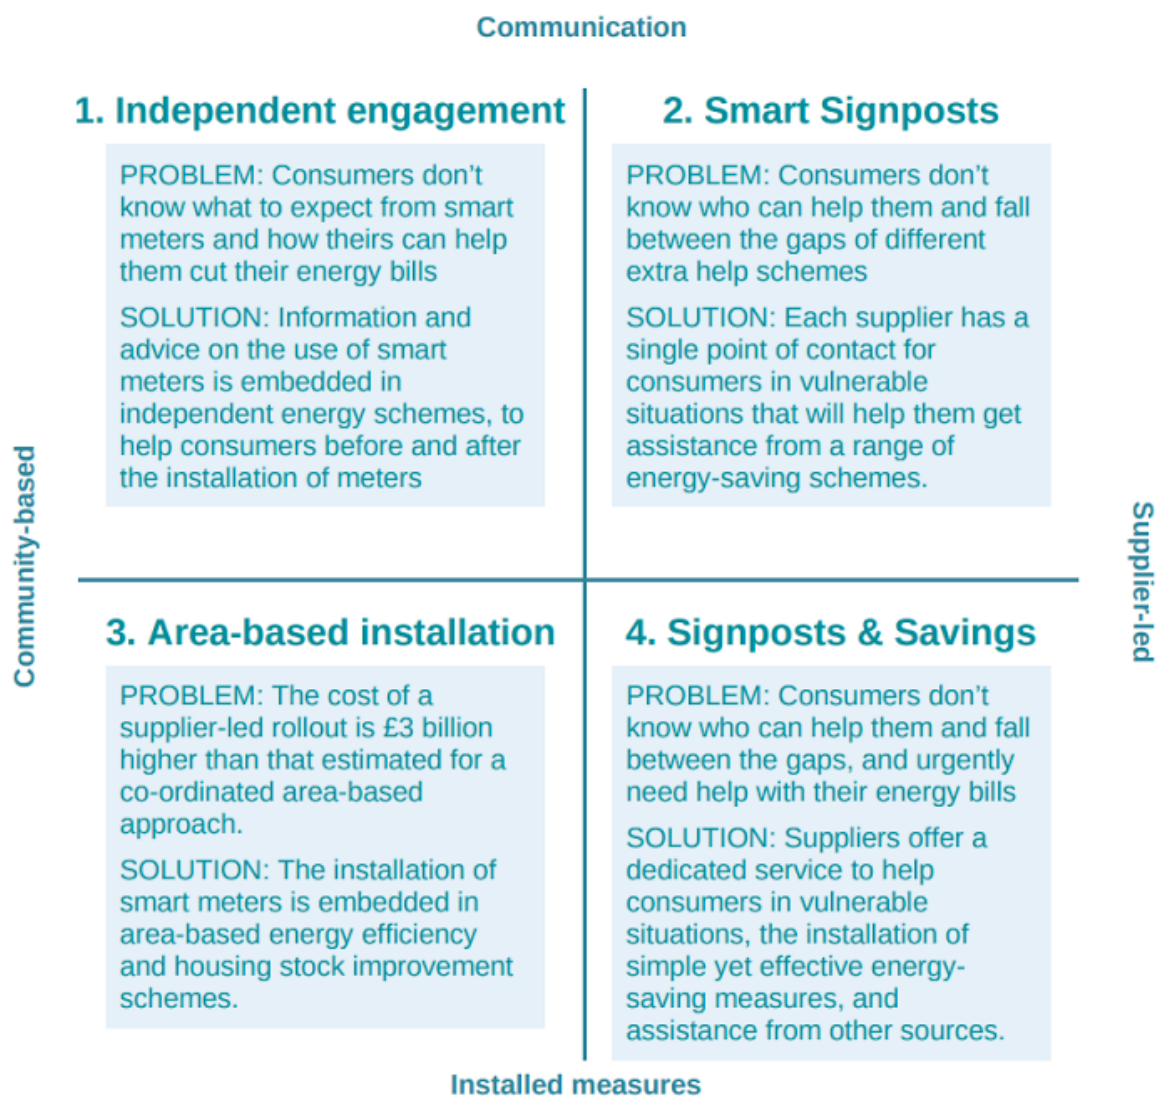 Communication
1. Independent engagement
PROBLEM: Consumers don’t
know what to expect from smart
meters and how theirs can help
them cut their energy bills
SOLUTION: Information and
advice on the use of smart
meters is embedded in
independent energy schemes, to
help consumers before and after
the installation of meters
2. Smart Signposts
PROBLEM: Consumers don’t
know who can help them and fall
between the gaps of different
extra help schemes
SOLUTION: Each supplier has a
single point of contact for
consumers in vulnerable
situations that will help them get
assistance from a range of
energy-saving schemes.
Community-based
Supplier-led
3. Area-based installation
PROBLEM: The cost of a
supplier-led rollout is £3 billion
higher than that estimated for a
co-ordinated area-based
approach.
SOLUTION: The installation of
smart meters is embedded in
area-based energy efficiency
and housing stock improvement
schemes.
4. Signposts & Savings
PROBLEM: Consumers don’t
know who can help them and fall
between the gaps, and urgently
need help with their energy bills
SOLUTION: Suppliers offer a
dedicated service to help
consumers in vulnerable
situations, the installation of
simple yet effective energy-
saving measures, and
assistance from other sources.
Installed measures